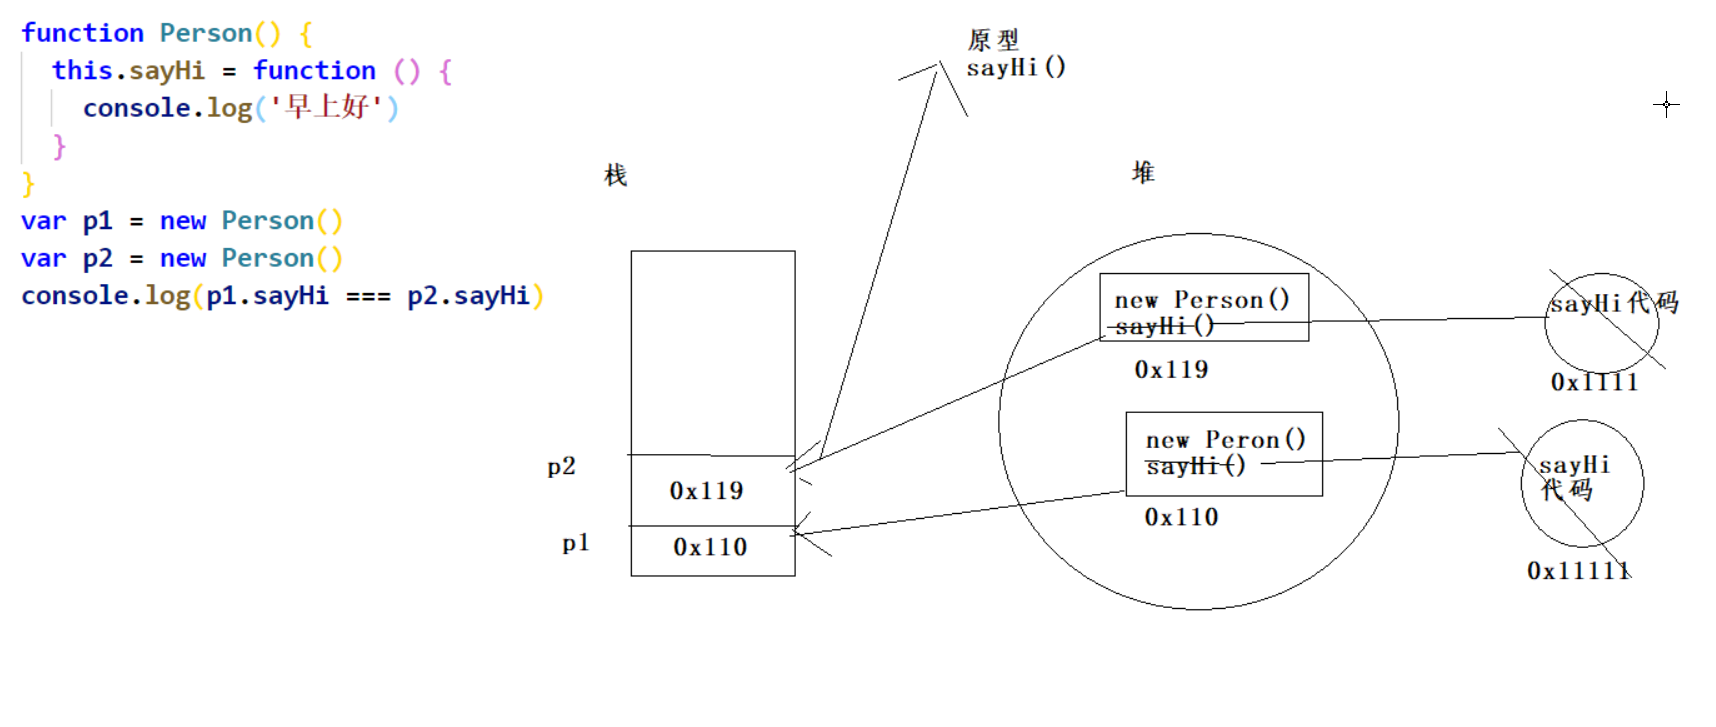 function Person() {
this.sayHi = function () {
console.log('早上好')
}
}
var p1 = new Person()
var p2 = new Person()
console.log(p1.sayHi === p2.sayHi)
原型
sayHi()
栈
堆
p2
0x119
p1
0x110
new Person()
sayHi()
0x119
new Peron()
sayHi()
0x110
sayHi代码
0x1111
sayHi
代码
0x11111